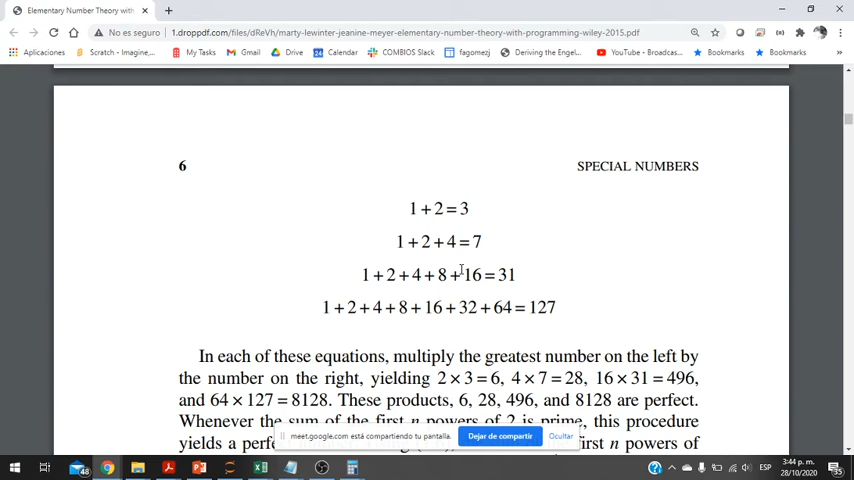 Elementary Number Theory with
No es seguro
1.droppdf.com/files/dReVh/marty-lewinter-jeanine-meyer-elementary-number-theory-with-programming-wiley-2015.pdf
Aplicaciones
Scratch - Imagine,...
My Tasks
Gmail
Drive
Calendar
COMBIOS Slack
fagomezj
Deriving the Engel...
YouTube - Broadcas...
Bookmarks
Bookmarks
6
SPECIAL NUMBERS
1 + 2 = 3
1 + 2 + 4 = 7
1 + 2 + 4 + 8 + 16 = 31
1 + 2 + 4 + 8 + 16 + 32 + 64 = 127
In each of these equations, multiply the greatest number on the left by
the number on the right, yielding 2 × 3 = 6, 4 × 7 = 28, 16 × 31 = 496,
and 64 × 127 = 8128. These products, 6, 28, 496, and 8128 are perfect.
Whenever the sum of the first n powers of 2 is prime, this procedure
yields a perfe
first n powers of
meet.google.com está compartiendo tu pantalla.
Dejar de compartir
Ocultar
48
ESP
3:44 p. m.
28/10/2020
35